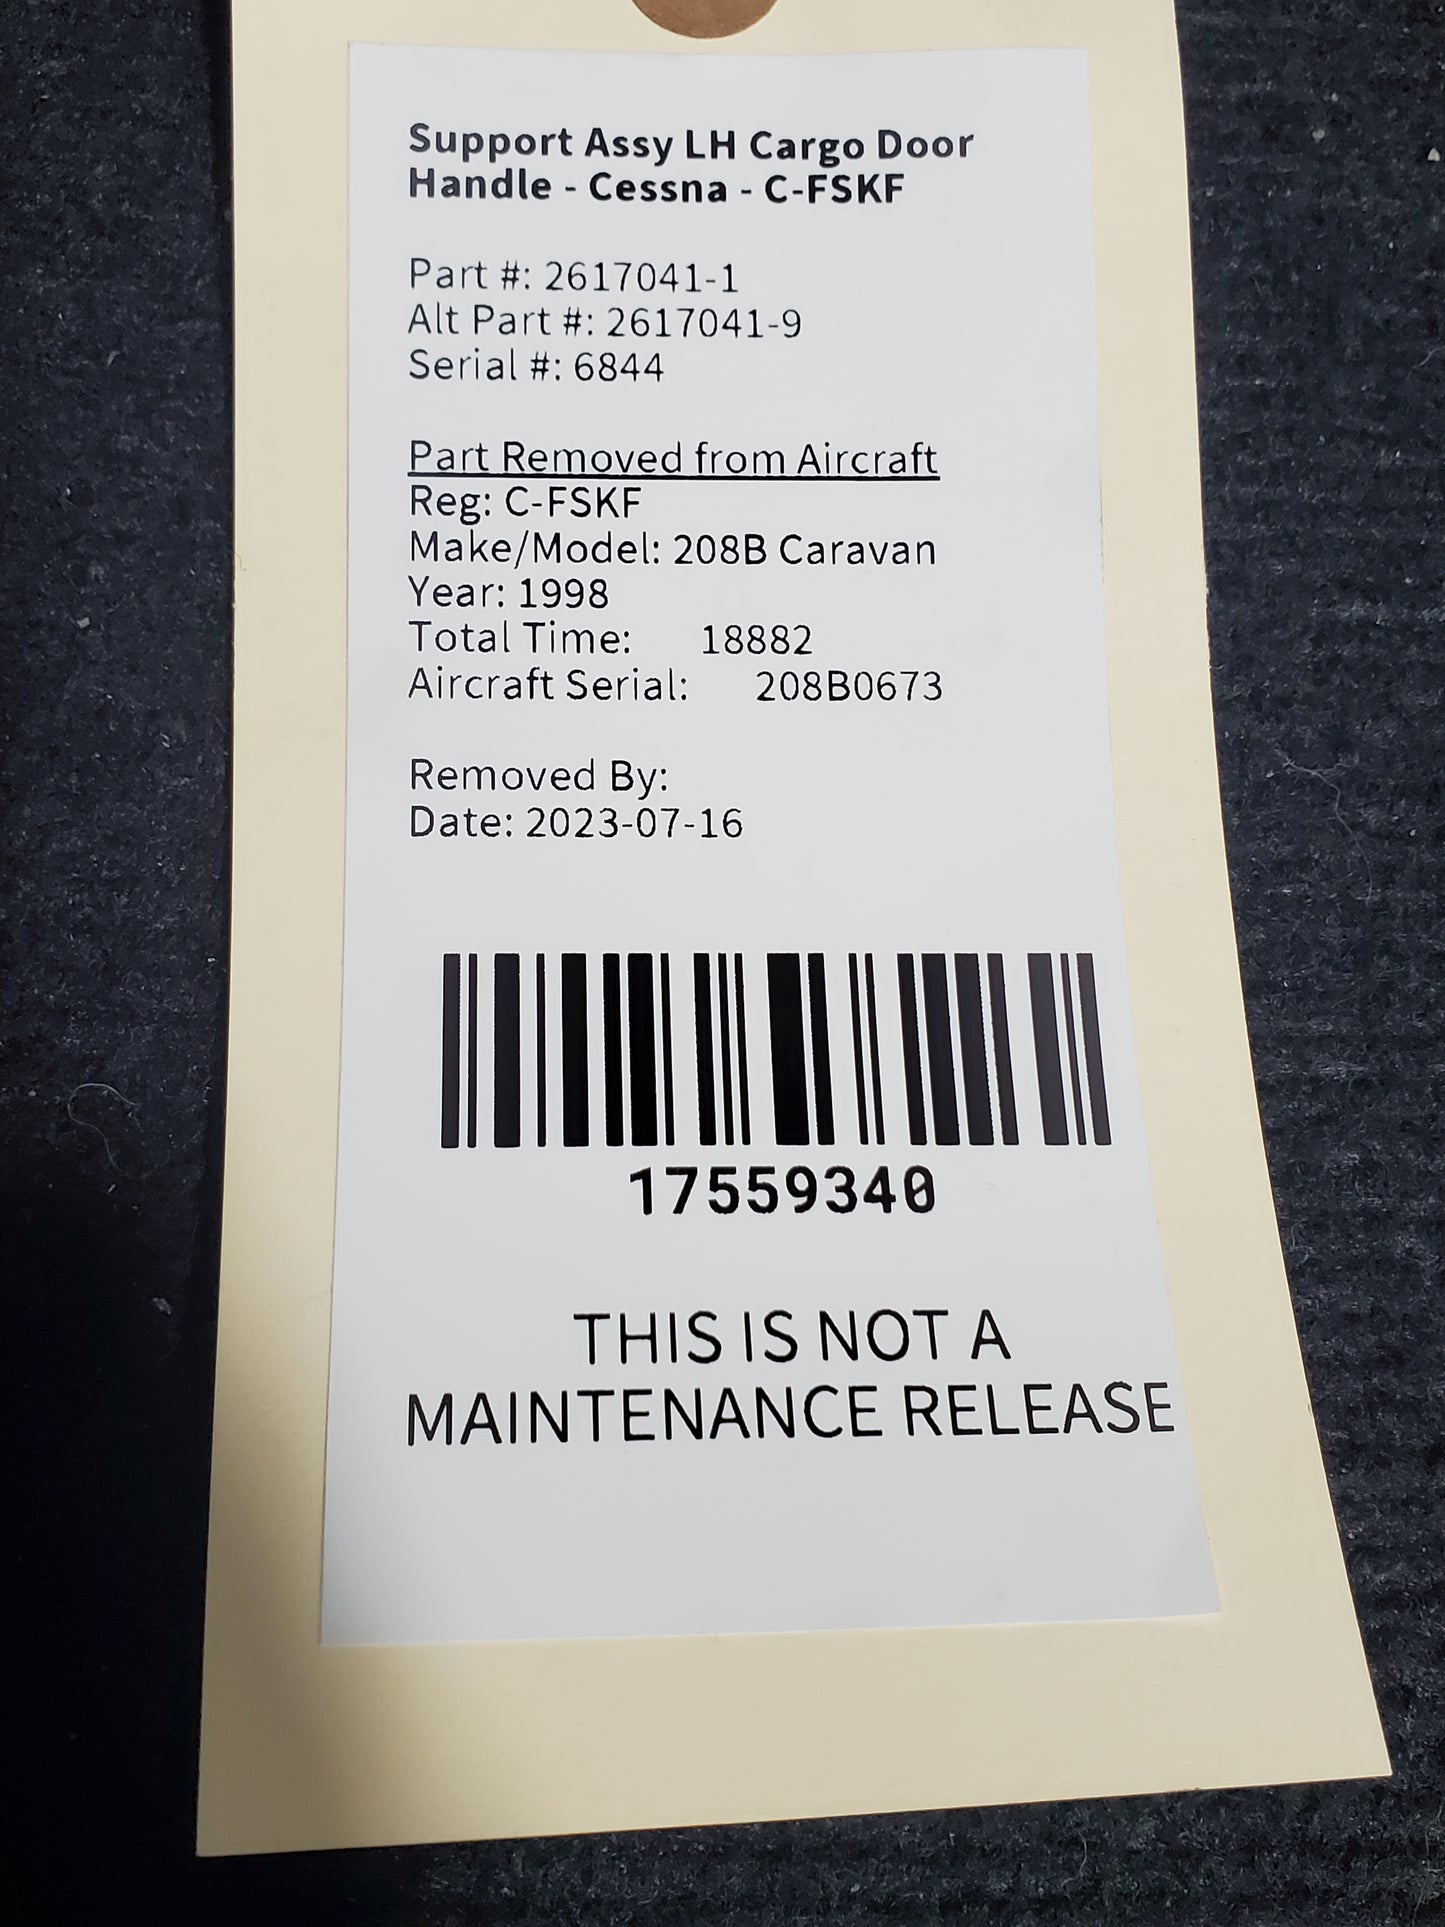 Support Assy LH Cargo Door
Handle - Cessna - C-FSKF
Part #: 2617041-1
Alt Part #: 2617041-9
Serial #: 6844
Part Removed from Aircraft
Reg: C-FSKF
Make/Model: 208B Caravan
Year: 1998
Total Time: 18882
Aircraft Serial: 208B0673
Removed By:
Date: 2023-07-16
17559340
THIS IS NOT A
MAINTENANCE RELEASE